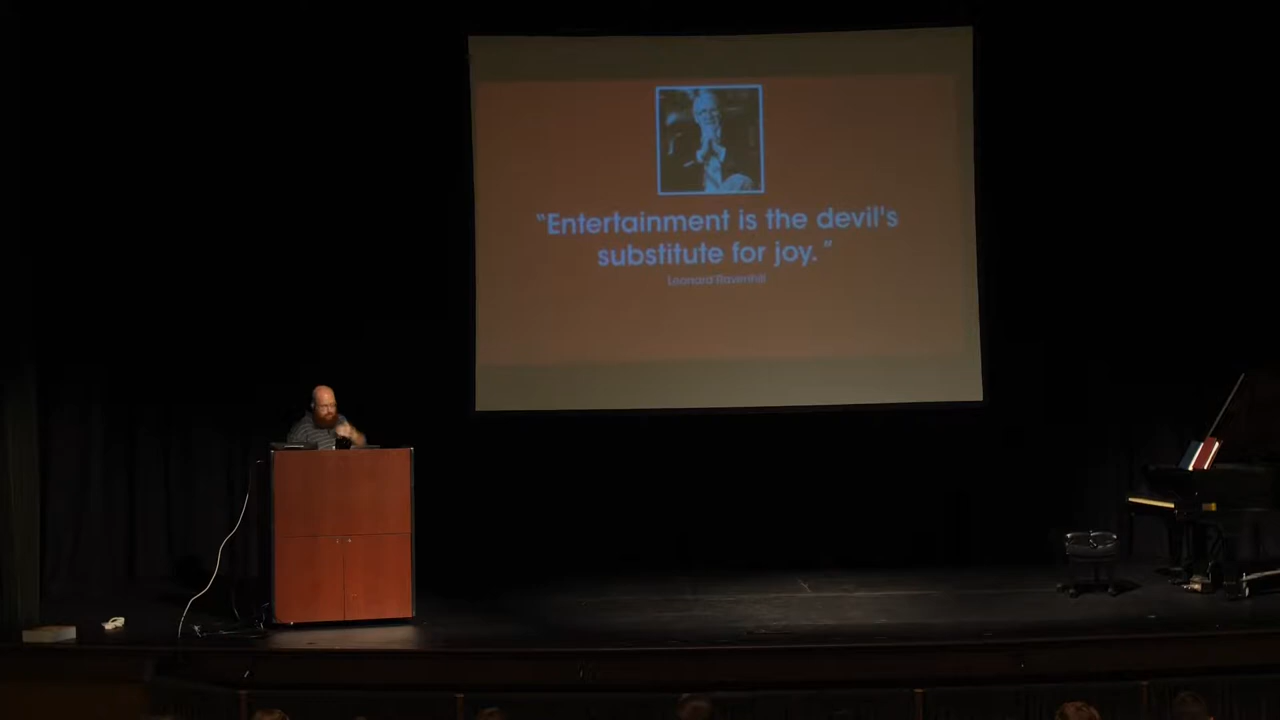 “Entertainment is the devil's
substitute for joy.”
Leonard Ravenhill